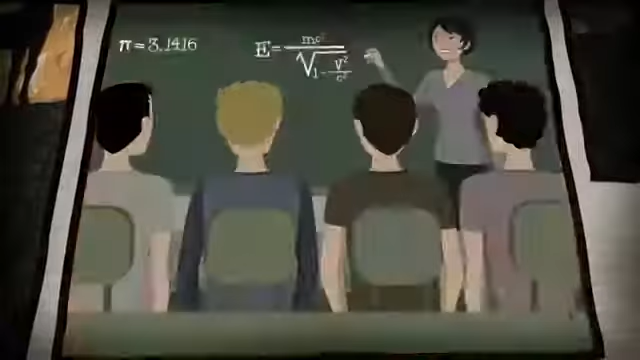 π = 3.1416
E = mc² / √1 - V²/c²